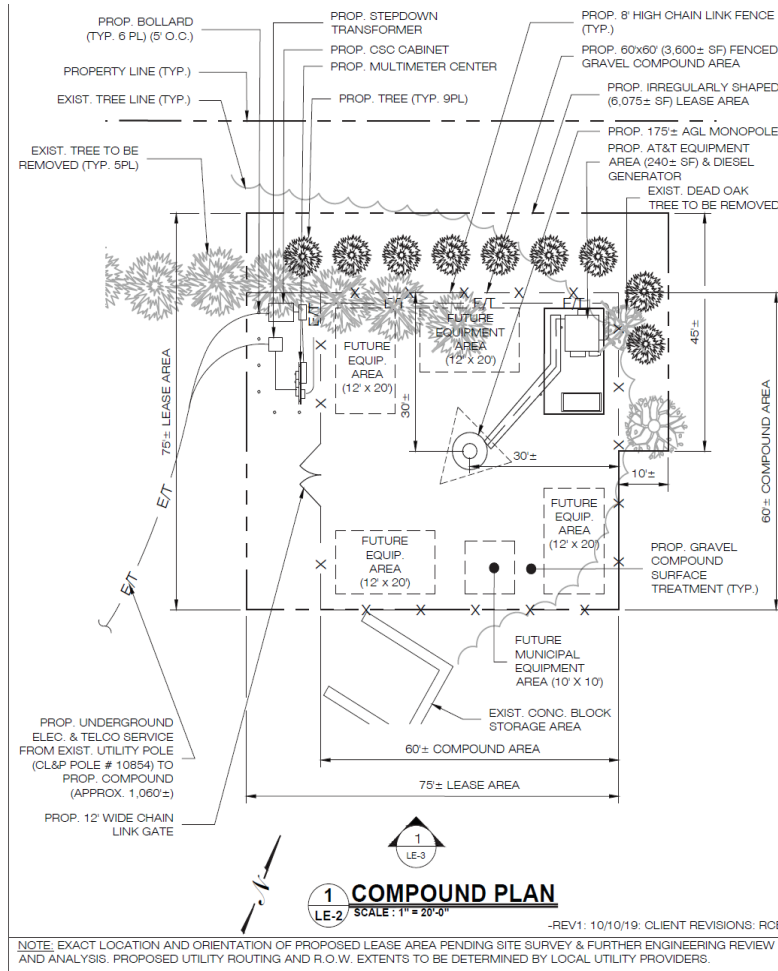 PROP. BOLLARD
(TYP. 6 PL) (5' O.C.)
PROPERTY LINE (TYP.)
EXIST. TREE LINE (TYP.)
EXIST. TREE TO BE
REMOVED (TYP. 5PL)
PROP. STEPDOWN
TRANSFORMER
PROP. CSC CABINET
PROP. MULTIMETER CENTER
PROP. TREE (TYP. 9PL)
PROP. 8' HIGH CHAIN LINK FENCE
(TYP.)
PROP. 60'x60' (3,600± SF) FENCED
GRAVEL COMPOUND AREA
PROP. IRREGULARLY SHAPED
(6,075± SF) LEASE AREA
PROP. 175'± AGL MONOPOLE
PROP. AT&T EQUIPMENT
AREA (240± SF) & DIESEL
GENERATOR
EXIST. DEAD OAK
TREE TO BE REMOVED
X X X X X
E/T E/T E/T
E/T
FUTURE
EQUIP.
AREA
(12' x 20')
FUTURE
EQUIPMENT
AREA
(12' x 20')
75'± LEASE AREA
30'±
30'±
45'±
10'±
60'± COMPOUND AREA
X X X
X X X X X
E/T
E/T
FUTURE
EQUIP.
AREA
(12' x 20')
FUTURE
EQUIP.
AREA
(12' x 20')
X X X X X
PROP. GRAVEL
COMPOUND
SURFACE
TREATMENT (TYP.)
FUTURE
MUNICIPAL
EQUIPMENT
AREA (10' X 10')
EXIST. CONC. BLOCK
STORAGE AREA
PROP. UNDERGROUND
ELEC. & TELCO SERVICE
FROM EXIST. UTILITY POLE
(CL&P POLE # 10854) TO
PROP. COMPOUND
(APPROX. 1,060'±)
PROP. 12' WIDE CHAIN
LINK GATE
60'± COMPOUND AREA
75'± LEASE AREA
1
LE-3
N
1
LE-2
COMPOUND PLAN
SCALE : 1" = 20'-0"
-REV1: 10/10/19: CLIENT REVISIONS: RCB
NOTE: EXACT LOCATION AND ORIENTATION OF PROPOSED LEASE AREA PENDING SITE SURVEY & FURTHER ENGINEERING REVIEW
AND ANALYSIS. PROPOSED UTILITY ROUTING AND R.O.W. EXTENTS TO BE DETERMINED BY LOCAL UTILITY PROVIDERS.